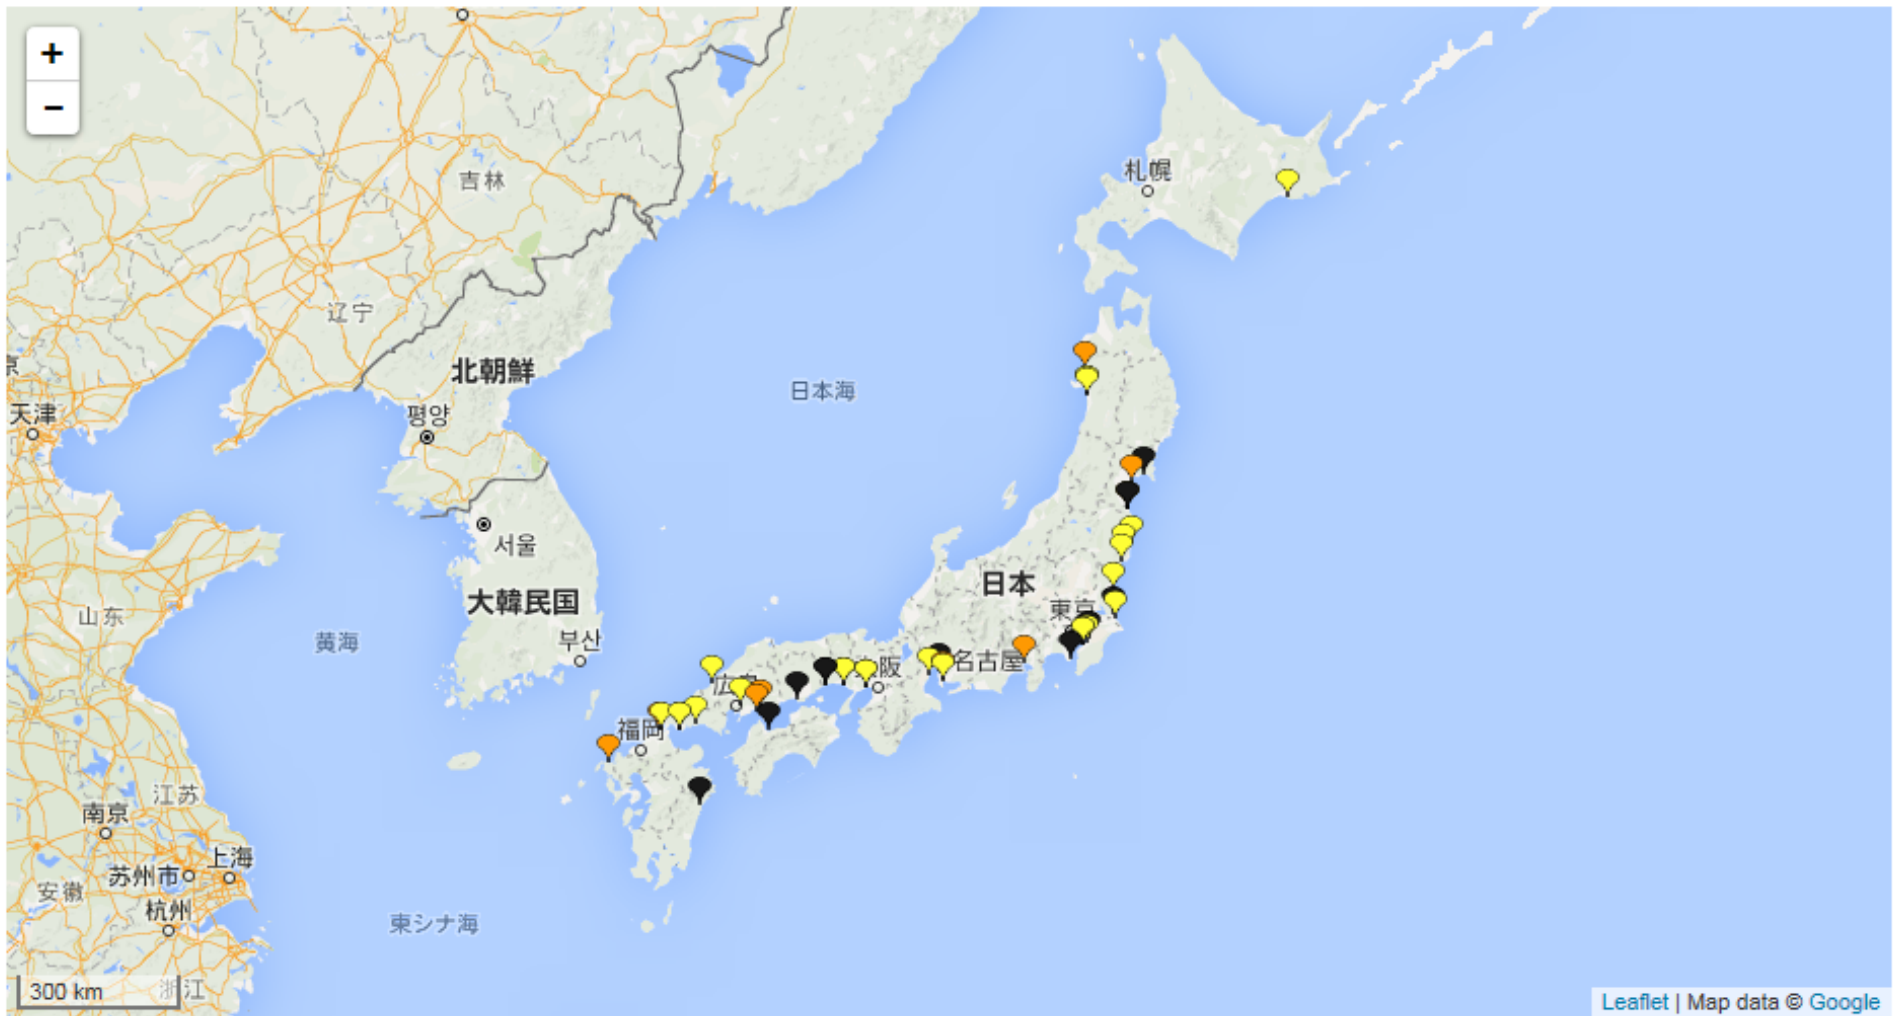 +
−
札幌
吉林
辽宁
北朝鮮
日本海
京
天津
평양
서울
日本
大韓民国
山东
東京
부산
黄海
名古屋
阪
広
福岡
江苏
南京
上海
苏州市
安徽
杭州
東シナ海
浙江
300 km
Leaflet | Map data © Google